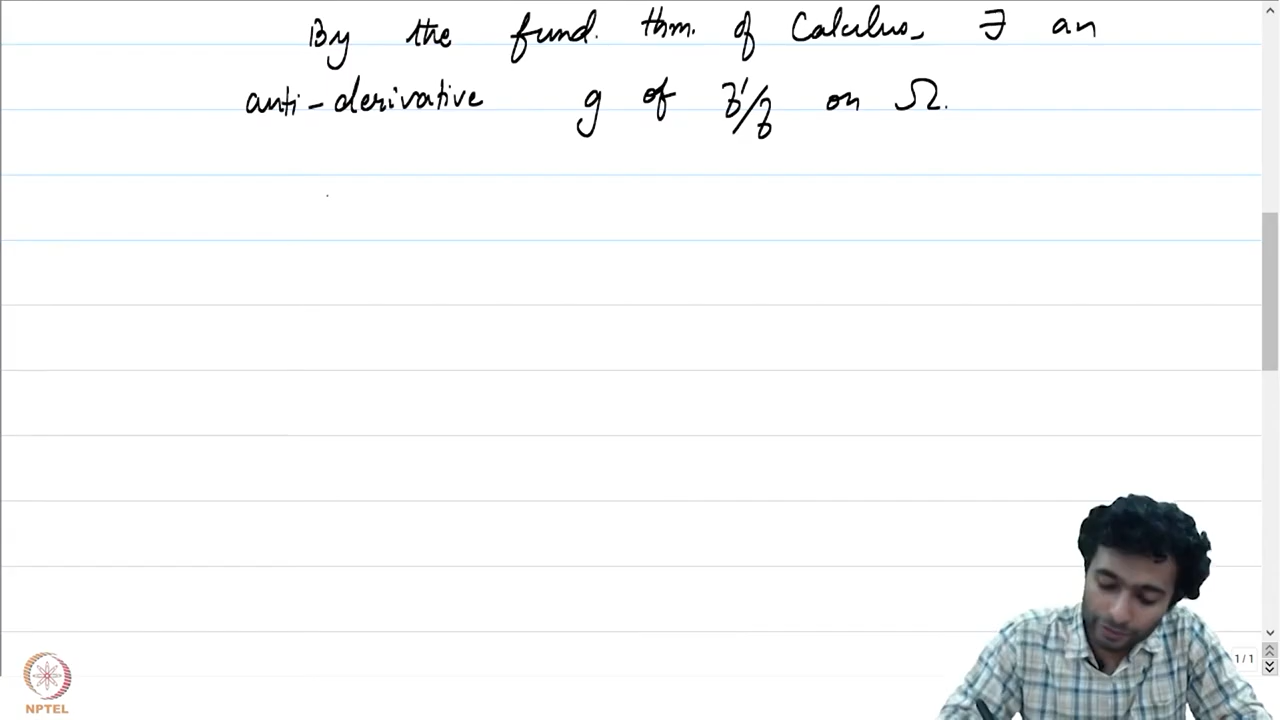 By the fund. thm. of Calculus, ∃ an
anti-derivative g of f'/f on Ω.
1/1
NPTEL